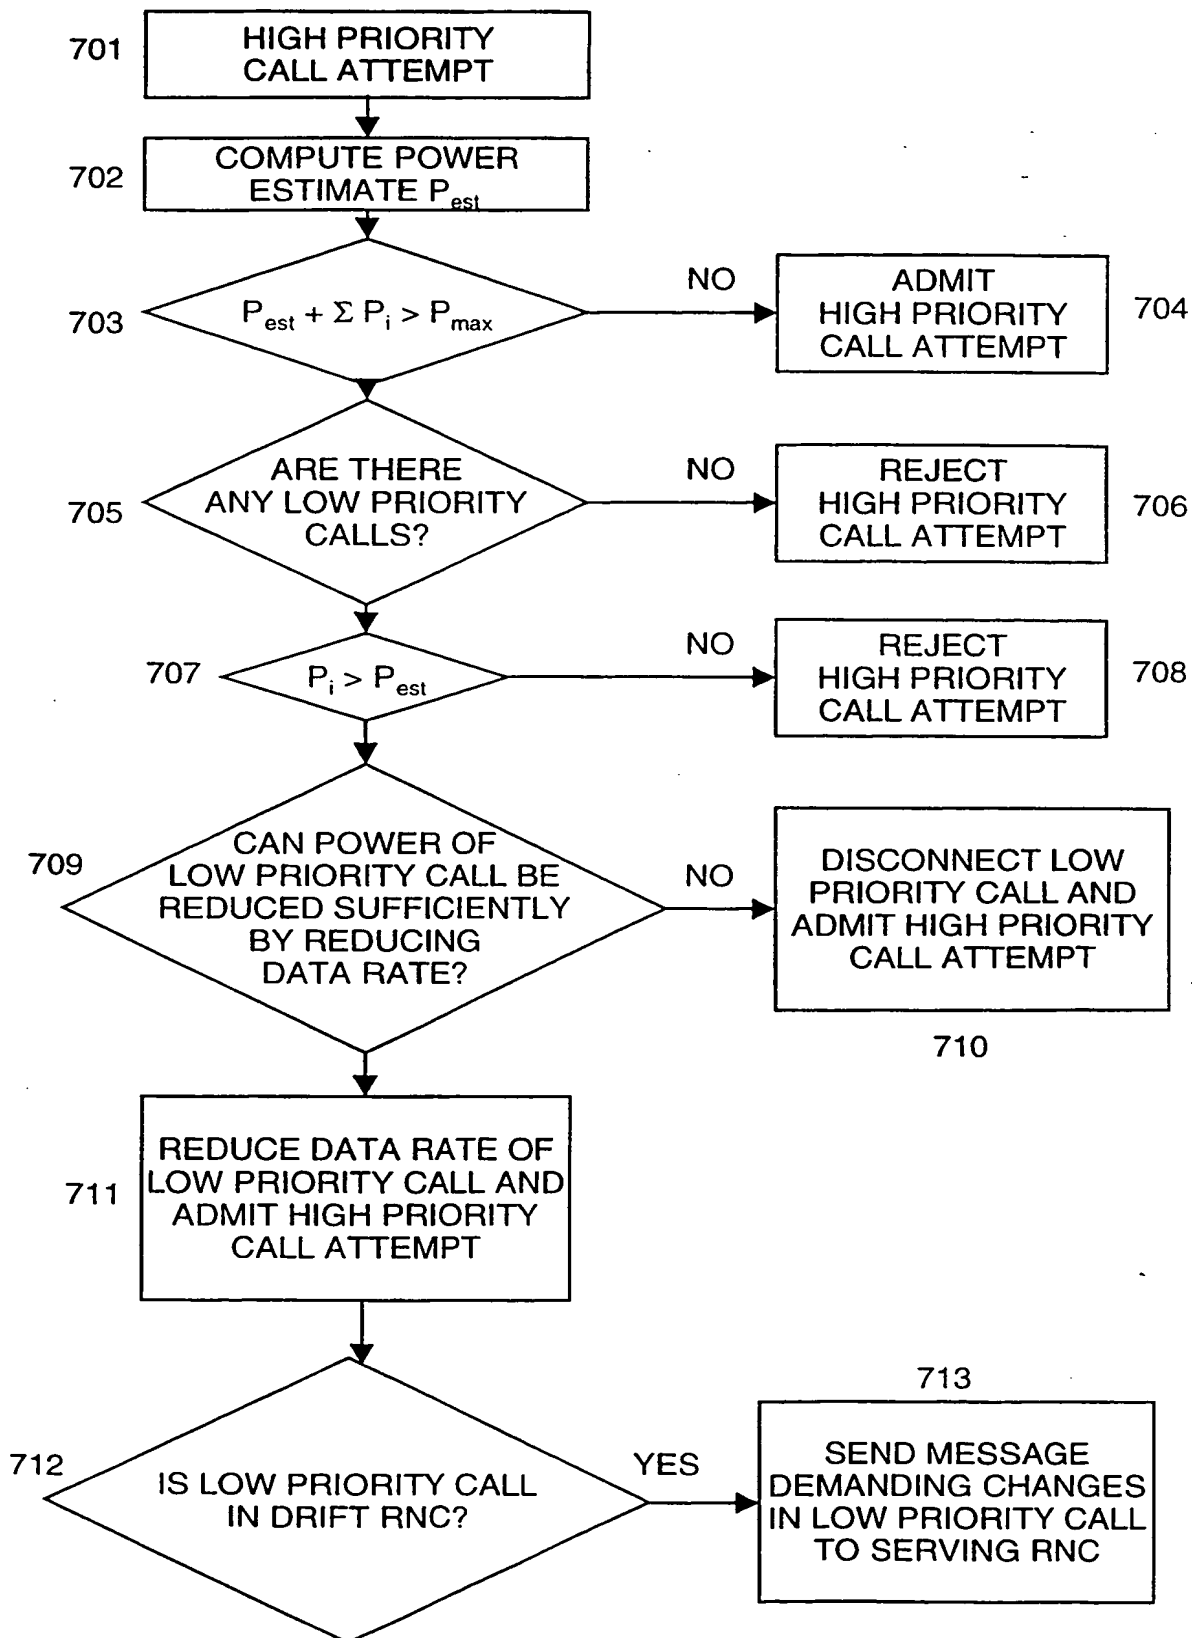 701
HIGH PRIORITY
CALL ATTEMPT
702
COMPUTE POWER
ESTIMATE Pest
703
Pest + Σ Pi > Pmax
NO
ADMIT
HIGH PRIORITY
CALL ATTEMPT
704
705
ARE THERE
ANY LOW PRIORITY
CALLS?
NO
REJECT
HIGH PRIORITY
CALL ATTEMPT
706
707
Pi > Pest
NO
REJECT
HIGH PRIORITY
CALL ATTEMPT
708
709
CAN POWER OF
LOW PRIORITY CALL BE
REDUCED SUFFICIENTLY
BY REDUCING
DATA RATE?
NO
DISCONNECT LOW
PRIORITY CALL AND
ADMIT HIGH PRIORITY
CALL ATTEMPT
710
711
REDUCE DATA RATE OF
LOW PRIORITY CALL AND
ADMIT HIGH PRIORITY
CALL ATTEMPT
712
IS LOW PRIORITY CALL
IN DRIFT RNC?
YES
713
SEND MESSAGE
DEMANDING CHANGES
IN LOW PRIORITY CALL
TO SERVING RNC